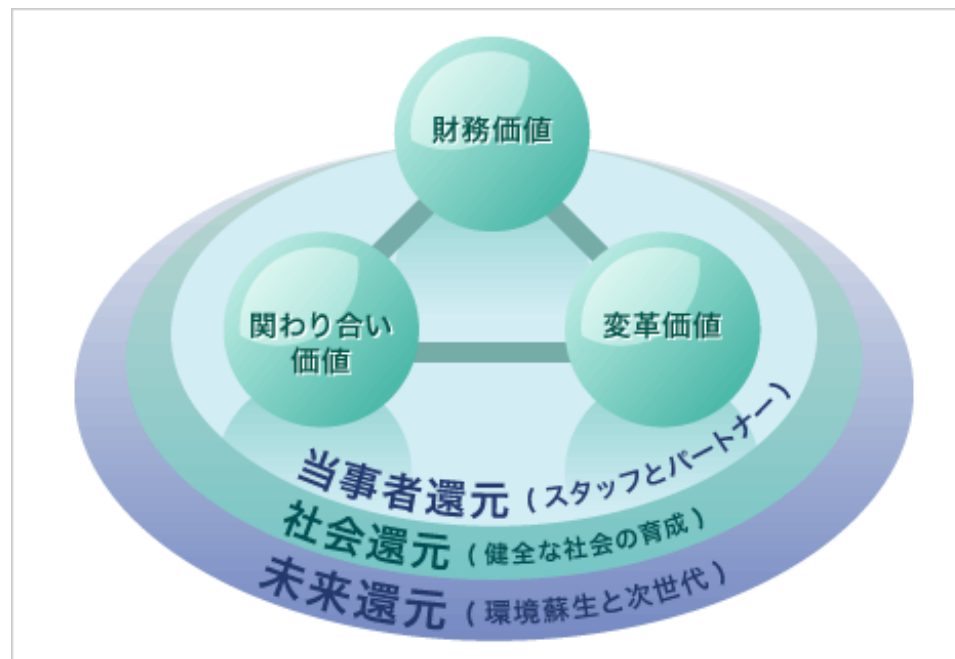 財務価値
関わり合い
価値
変革価値
当事者還元 (スタッフとパートナー)
社会還元 (健全な社会の育成)
未来還元 (環境蘇生と次世代)